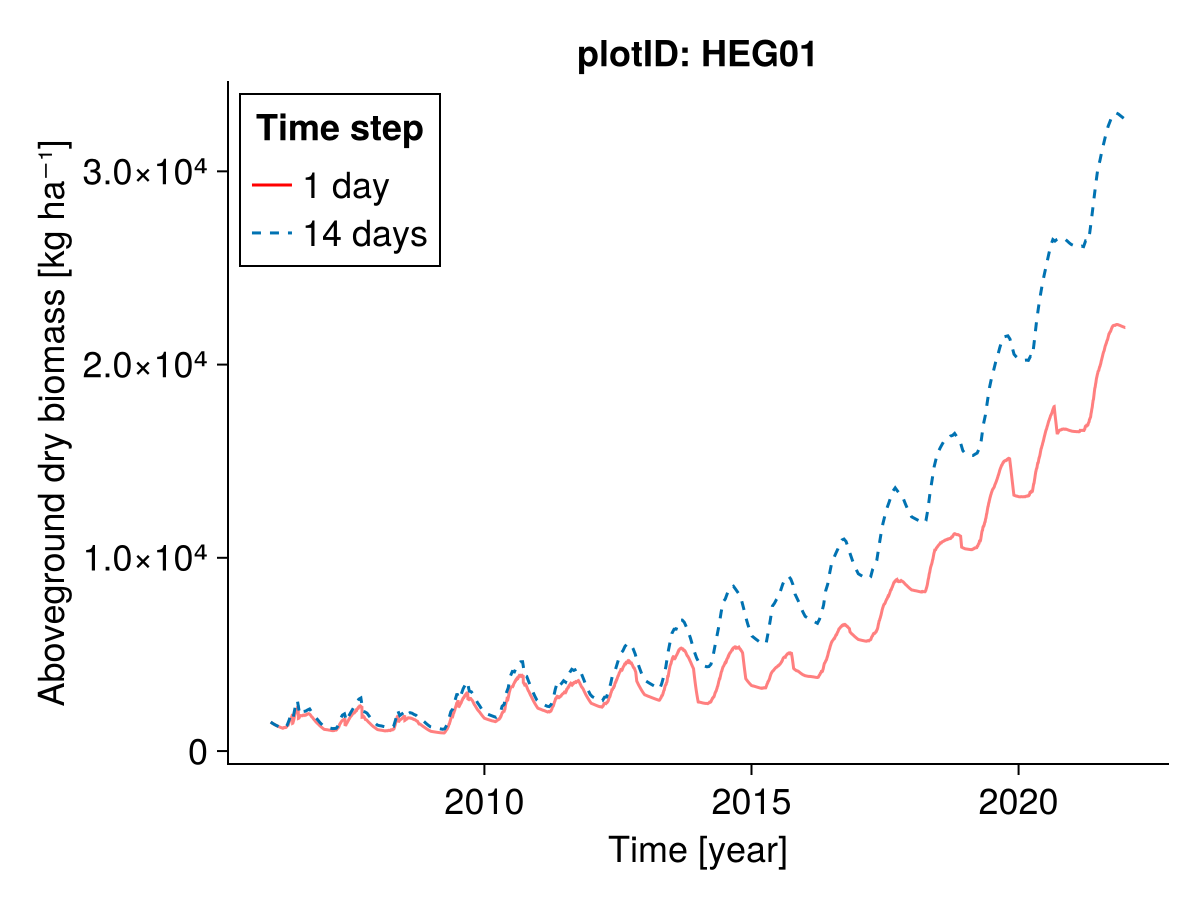 plotID: HEG01
Time step
1 day
14 days
Aboveground dry biomass [kg ha⁻¹]
3.0×10⁴
2.0×10⁴
1.0×10⁴
0
2010
2015
2020
Time [year]